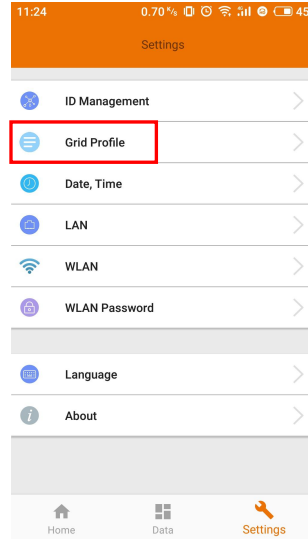 11:24 0.70 K/s 45
Settings
ID Management
Grid Profile
Date, Time
LAN
WLAN
WLAN Password
Language
About
Home Data Settings